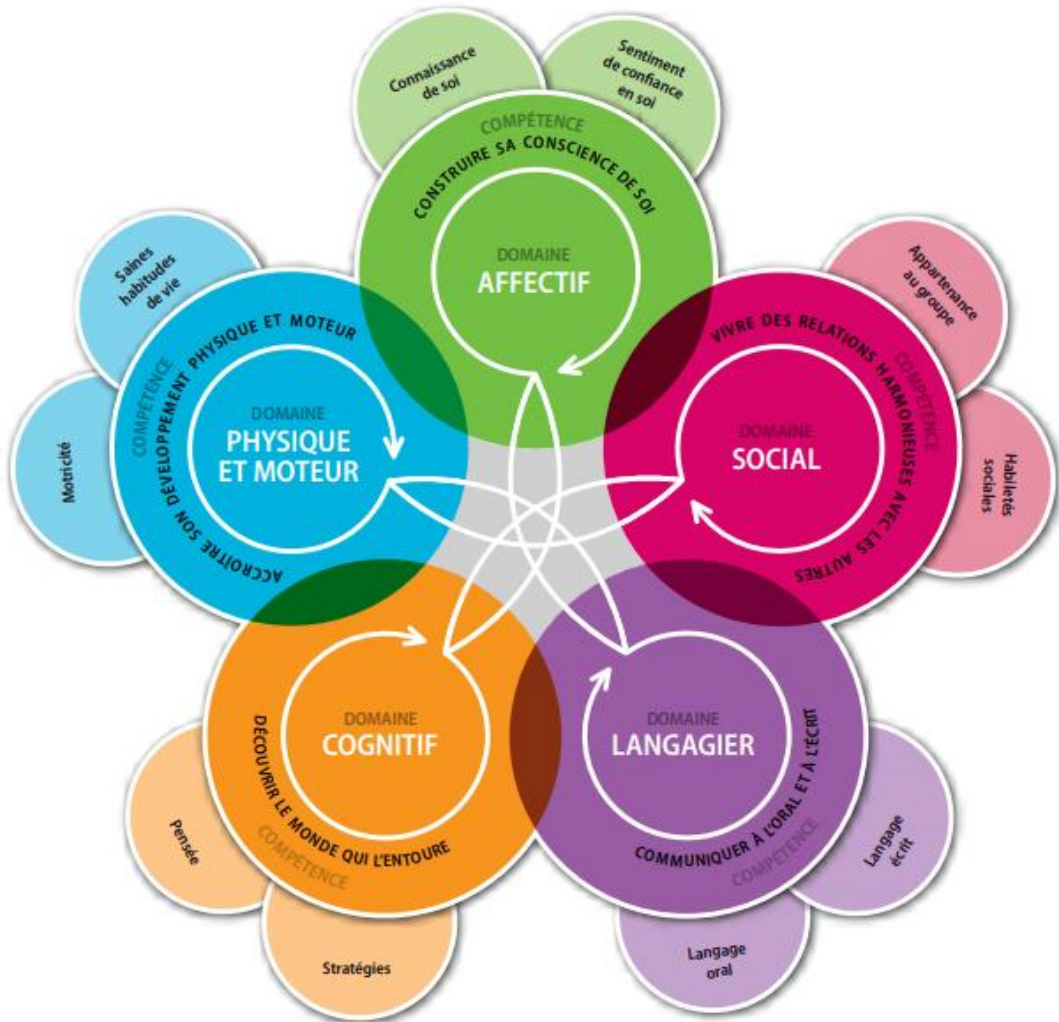 Connaissance
de soi
Sentiment
de confiance
en soi
COMPÉTENCE
CONSTRUIRE SA CONSCIENCE DE SOI
DOMAINE
AFFECTIF
Saines
habitudes
de vie
Motricité
COMPÉTENCE
ACCROÎTRE SON DÉVELOPPEMENT PHYSIQUE ET MOTEUR
DOMAINE
PHYSIQUE
ET MOTEUR
Appartenance
au groupe
Habiletés
sociales
COMPÉTENCE
VIVRE DES RELATIONS HARMONIEUSES AVEC LES AUTRES
DOMAINE
SOCIAL
DOMAINE
COGNITIF
DÉCOUVRIR LE MONDE QUI L'ENTOURE
COMPÉTENCE
Pensée
Stratégies
DOMAINE
LANGAGIER
COMMUNIQUER À L'ORAL ET À L'ÉCRIT
COMPÉTENCE
Langage
écrit
Langage
oral